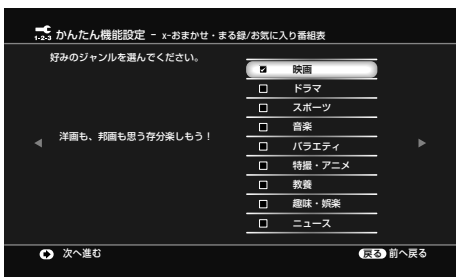 1-2-3 かんたん機能設定 - x-おまかせ・まる録/お気に入り番組表
好みのジャンルを選んでください。
洋画も、邦画も思う存分楽しもう!
映画
ドラマ
スポーツ
音楽
バラエティ
特撮・アニメ
教養
趣味・娯楽
ニュース
次へ進む
戻る 前へ戻る